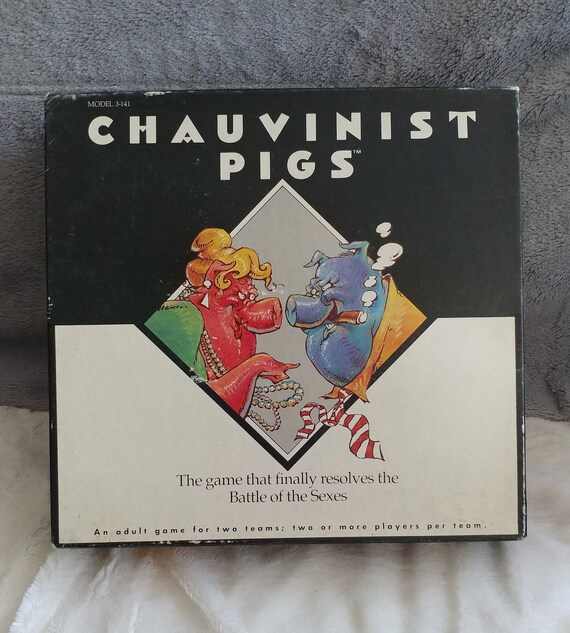 MODEL 3-141
CHAUVINIST
PIGS™
The game that finally resolves the
Battle of the Sexes
An adult game for two teams; two or more players per team.